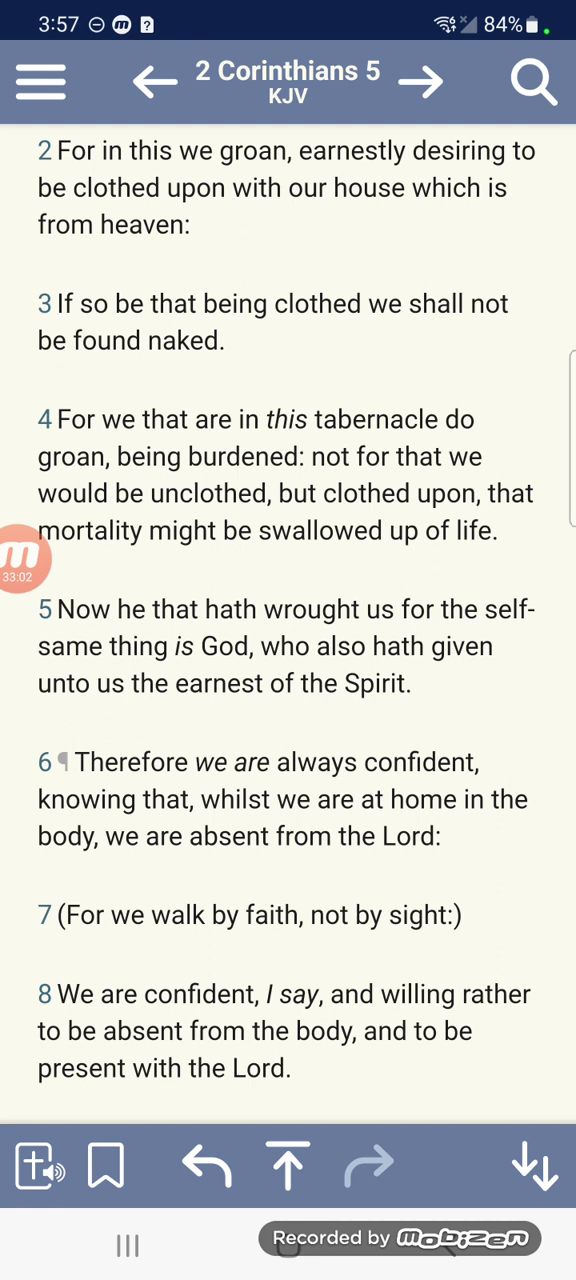 3:57 84%
2 Corinthians 5
KJV
2 For in this we groan, earnestly desiring to
be clothed upon with our house which is
from heaven:
3 If so be that being clothed we shall not
be found naked.
4 For we that are in this tabernacle do
groan, being burdened: not for that we
would be unclothed, but clothed upon, that
mortality might be swallowed up of life.
m
33:02
5 Now he that hath wrought us for the self-
same thing is God, who also hath given
unto us the earnest of the Spirit.
6 ¶ Therefore we are always confident,
knowing that, whilst we are at home in the
body, we are absent from the Lord:
7 (For we walk by faith, not by sight:)
8 We are confident, I say, and willing rather
to be absent from the body, and to be
present with the Lord.
Recorded by mobizen